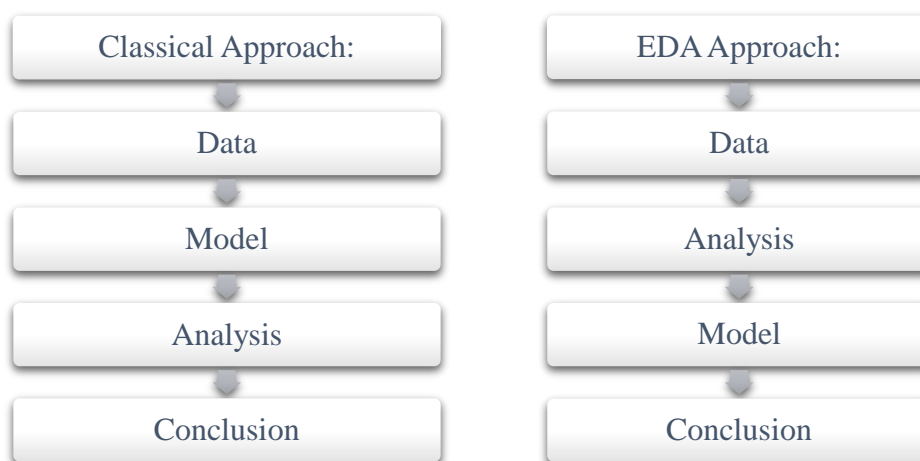 Classical Approach:
Data
Model
Analysis
Conclusion
EDA Approach:
Data
Analysis
Model
Conclusion